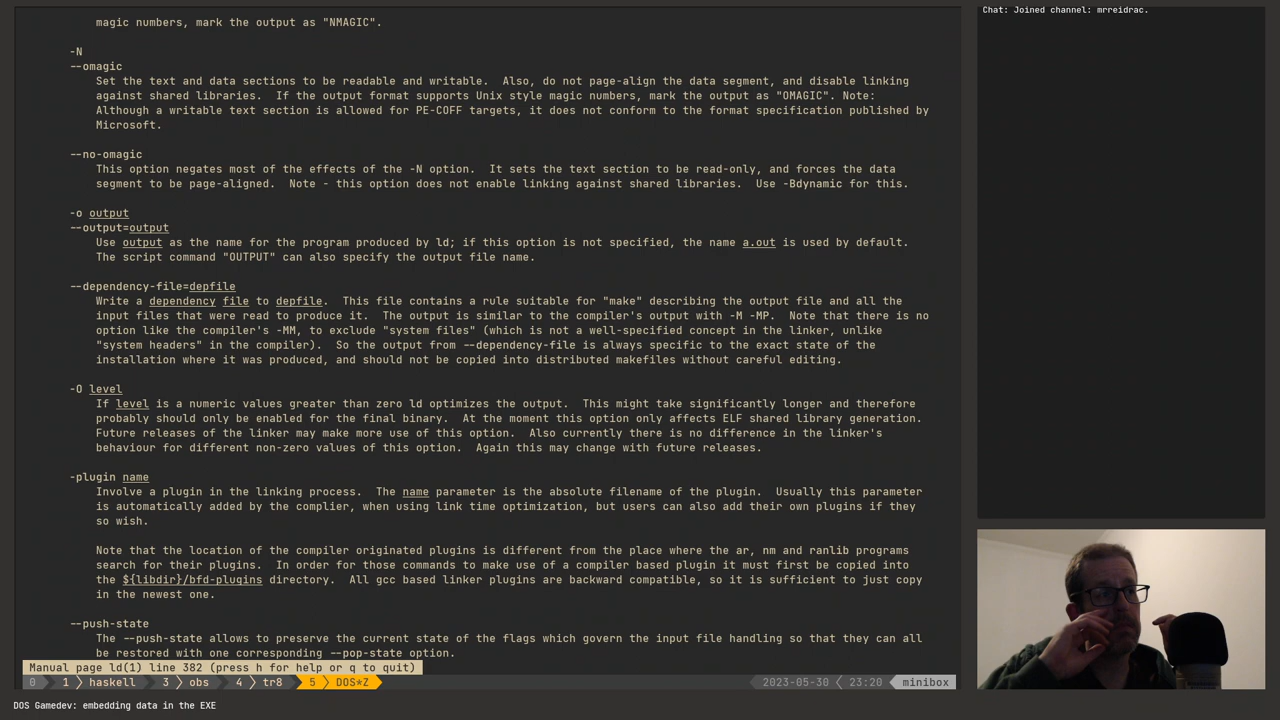 magic numbers, mark the output as "NMAGIC".
-N
--omagic
Set the text and data sections to be readable and writable.  Also, do not page-align the data segment, and disable linking
against shared libraries.  If the output format supports Unix style magic numbers, mark the output as "OMAGIC". Note:
Although a writable text section is allowed for PE-COFF targets, it does not conform to the format specification published by
Microsoft.
--no-omagic
This option negates most of the effects of the -N option.  It sets the text section to be read-only, and forces the data
segment to be page-aligned.  Note - this option does not enable linking against shared libraries.  Use -Bdynamic for this.
-o output
--output=output
Use output as the name for the program produced by ld; if this option is not specified, the name a.out is used by default.
The script command "OUTPUT" can also specify the output file name.
--dependency-file=depfile
Write a dependency file to depfile.  This file contains a rule suitable for "make" describing the output file and all the
input files that were read to produce it.  The output is similar to the compiler's output with -M -MP.  Note that there is no
option like the compiler's -MM, to exclude "system files" (which is not a well-specified concept in the linker, unlike
"system headers" in the compiler).  So the output from --dependency-file is always specific to the exact state of the
installation where it was produced, and should not be copied into distributed makefiles without careful editing.
-O level
If level is a numeric values greater than zero ld optimizes the output.  This might take significantly longer and therefore
probably should only be enabled for the final binary.  At the moment this option only affects ELF shared library generation.
Future releases of the linker may make more use of this option.  Also currently there is no difference in the linker's
behaviour for different non-zero values of this option.  Again this may change with future releases.
-plugin name
Involve a plugin in the linking process.  The name parameter is the absolute filename of the plugin.  Usually this parameter
is automatically added by the complier, when using link time optimization, but users can also add their own plugins if they
so wish.
Note that the location of the compiler originated plugins is different from the place where the ar, nm and ranlib programs
search for their plugins.  In order for those commands to make use of a compiler based plugin it must first be copied into
the ${libdir}/bfd-plugins directory.  All gcc based linker plugins are backward compatible, so it is sufficient to just copy
in the newest one.
--push-state
The --push-state allows to preserve the current state of the flags which govern the input file handling so that they can all
be restored with one corresponding --pop-state option.
Manual page ld(1) line 382 (press h for help or q to quit)
0 1 haskell 3 obs 4 tr8 5 DOS*Z 2023-05-30 23:20 minibox
DOS Gamedev: embedding data in the EXE
Chat: Joined channel: mrreidrac.